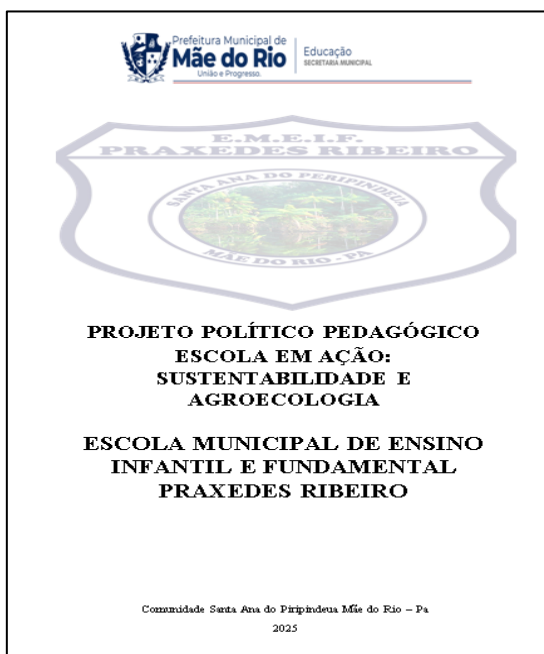 Prefeitura Municipal de
Mãe do Rio
União e Progresso.
Educação
SECRETARIA MUNICIPAL
E.M.E.I.F.
PRAXEDES RIBEIRO
SANTA ANA DO PERIPINDEUA
MÃE DO RIO - PA
PROJETO POLÍTICO PEDAGÓGICO
ESCOLA EM AÇÃO:
SUSTENTABILIDADE E
AGROECOLOGIA
ESCOLA MUNICIPAL DE ENSINO
INFANTIL E FUNDAMENTAL
PRAXEDES RIBEIRO
Comunidade Santa Ana do Piripindeua Mãe do Rio – Pa
2025